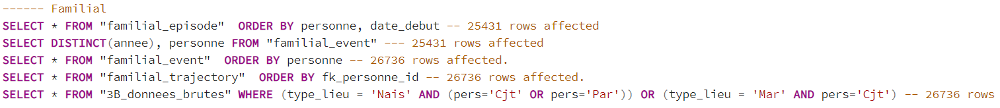 ------ Familial
SELECT * FROM "familial_episode"  ORDER BY personne, date_debut -- 25431 rows affected
SELECT DISTINCT(annee), personne FROM "familial_event" --- 25431 rows affected
SELECT * FROM "familial_event"  ORDER BY personne -- 26736 rows affected.
SELECT * FROM "familial_trajectory"  ORDER BY fk_personne_id -- 26736 rows affected.
SELECT * FROM "3B_donnees_brutes" WHERE (type_lieu = 'Nais' AND (pers='Cjt' OR pers='Par')) OR (type_lieu = 'Mar' AND pers='Cjt') -- 26736 rows